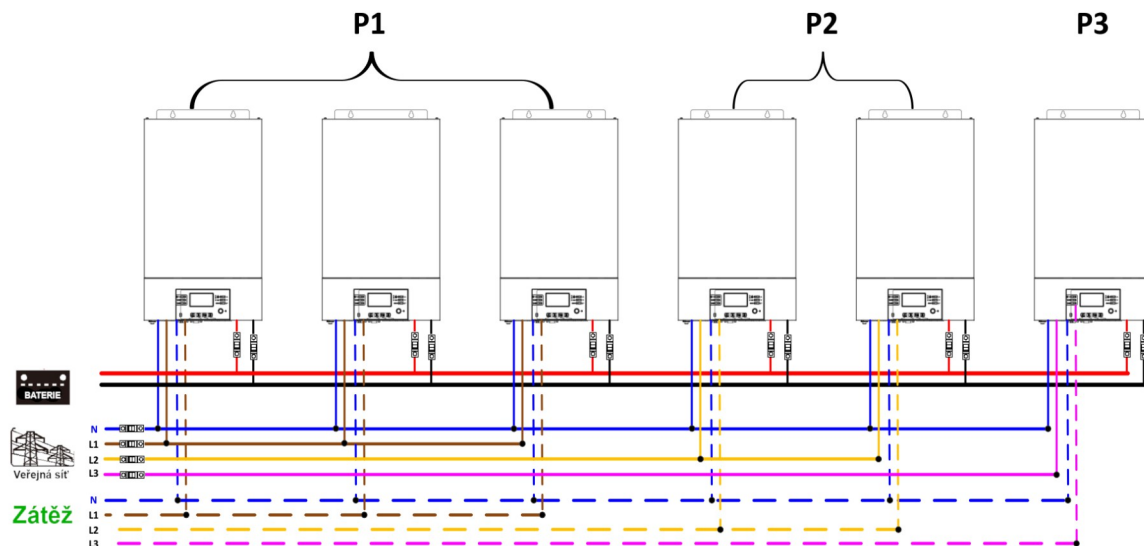 P1
P2
P3
BATERIE
N
L1
L2
L3
Veřejná síť
N
L1
L2
L3
Zátěž